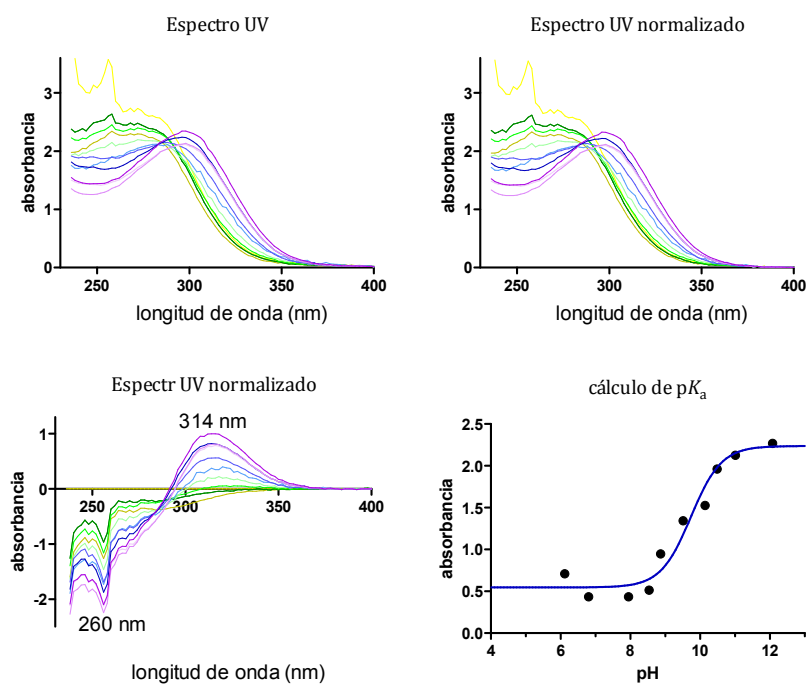 Espectro UV
absorbancia
3
2
1
0
250 300 350 400
longitud de onda (nm)
Espectro UV normalizado
absorbancia
3
2
1
0
250 300 350 400
longitud de onda (nm)
Espectr UV normalizado
314 nm
absorbancia
1
0
-1
-2
250 300 350 400
260 nm
longitud de onda (nm)
cálculo de pKa
absorbancia
2.5
2.0
1.5
1.0
0.5
0.0
4 6 8 10 12
pH